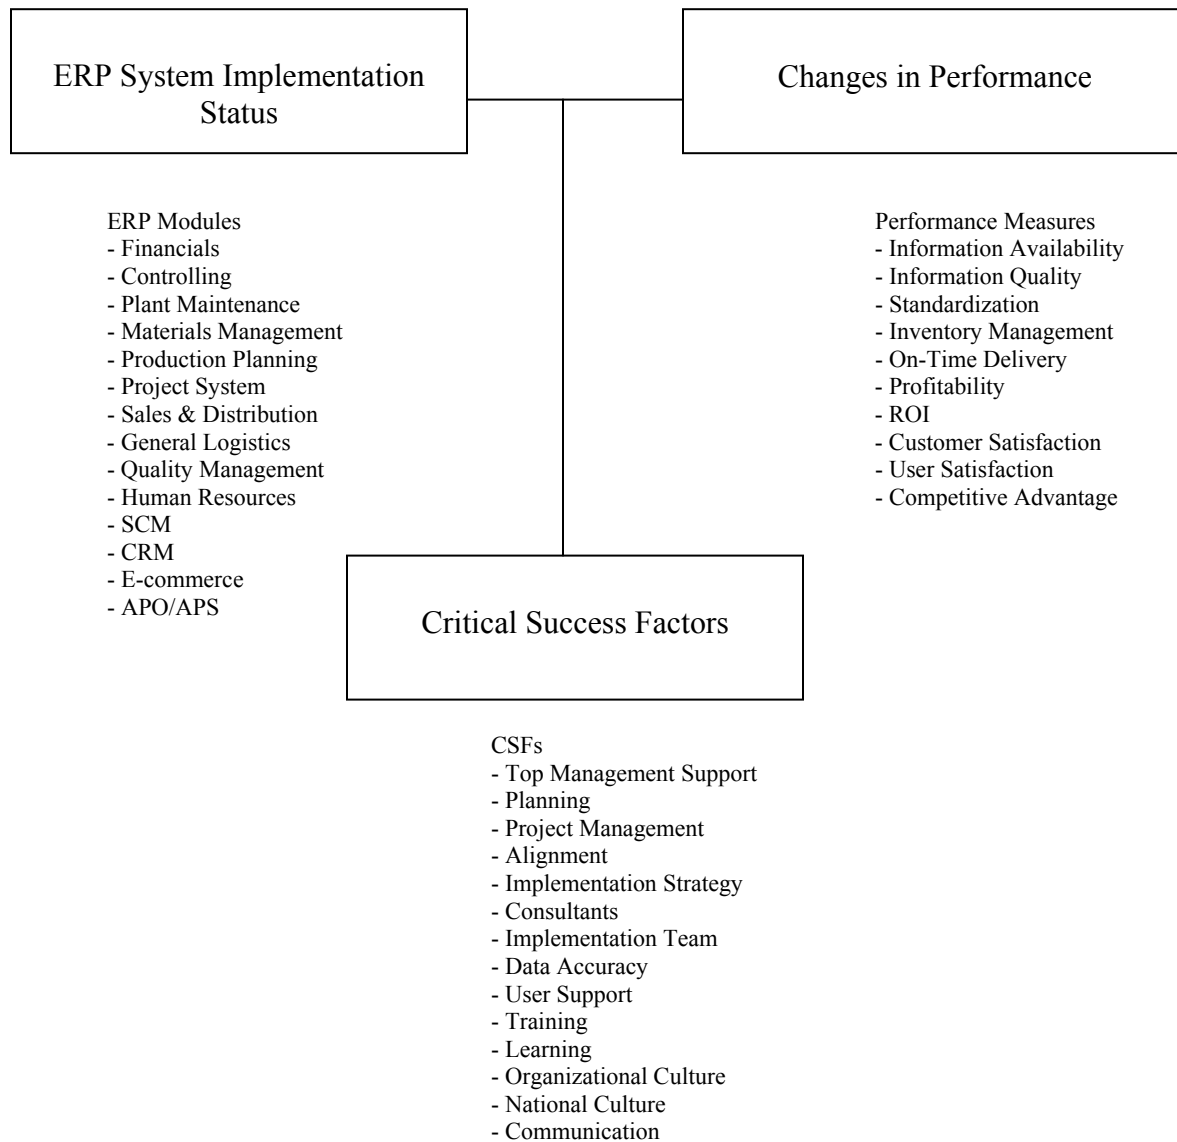 ERP System Implementation
Status
Changes in Performance
ERP Modules
- Financials
- Controlling
- Plant Maintenance
- Materials Management
- Production Planning
- Project System
- Sales & Distribution
- General Logistics
- Quality Management
- Human Resources
- SCM
- CRM
- E-commerce
- APO/APS
Performance Measures
- Information Availability
- Information Quality
- Standardization
- Inventory Management
- On-Time Delivery
- Profitability
- ROI
- Customer Satisfaction
- User Satisfaction
- Competitive Advantage
Critical Success Factors
CSFs
- Top Management Support
- Planning
- Project Management
- Alignment
- Implementation Strategy
- Consultants
- Implementation Team
- Data Accuracy
- User Support
- Training
- Learning
- Organizational Culture
- National Culture
- Communication